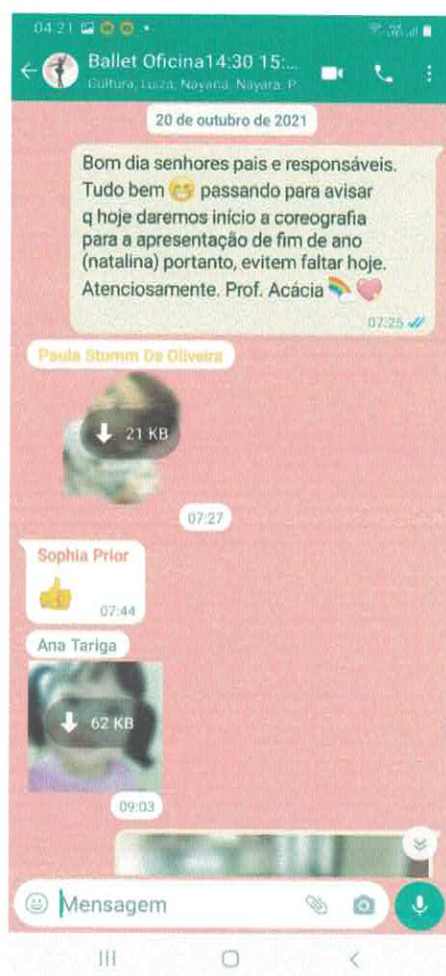 04:21
Ballet Oficina14:30 15:...
Cultura, Luiza, Nayana, Nayara, P
20 de outubro de 2021
Bom dia senhores pais e responsáveis.
Tudo bem 😁 passando para avisar
q hoje daremos início a coreografia
para a apresentação de fim de ano
(natalina) portanto, evitem faltar hoje.
Atenciosamente. Prof. Acácia 🌈💖
07:25
Paula Stumm De Oliveira
21 KB
07:27
Sophia Prior
👍
07:44
Ana Tariga
62 KB
09:03
Mensagem